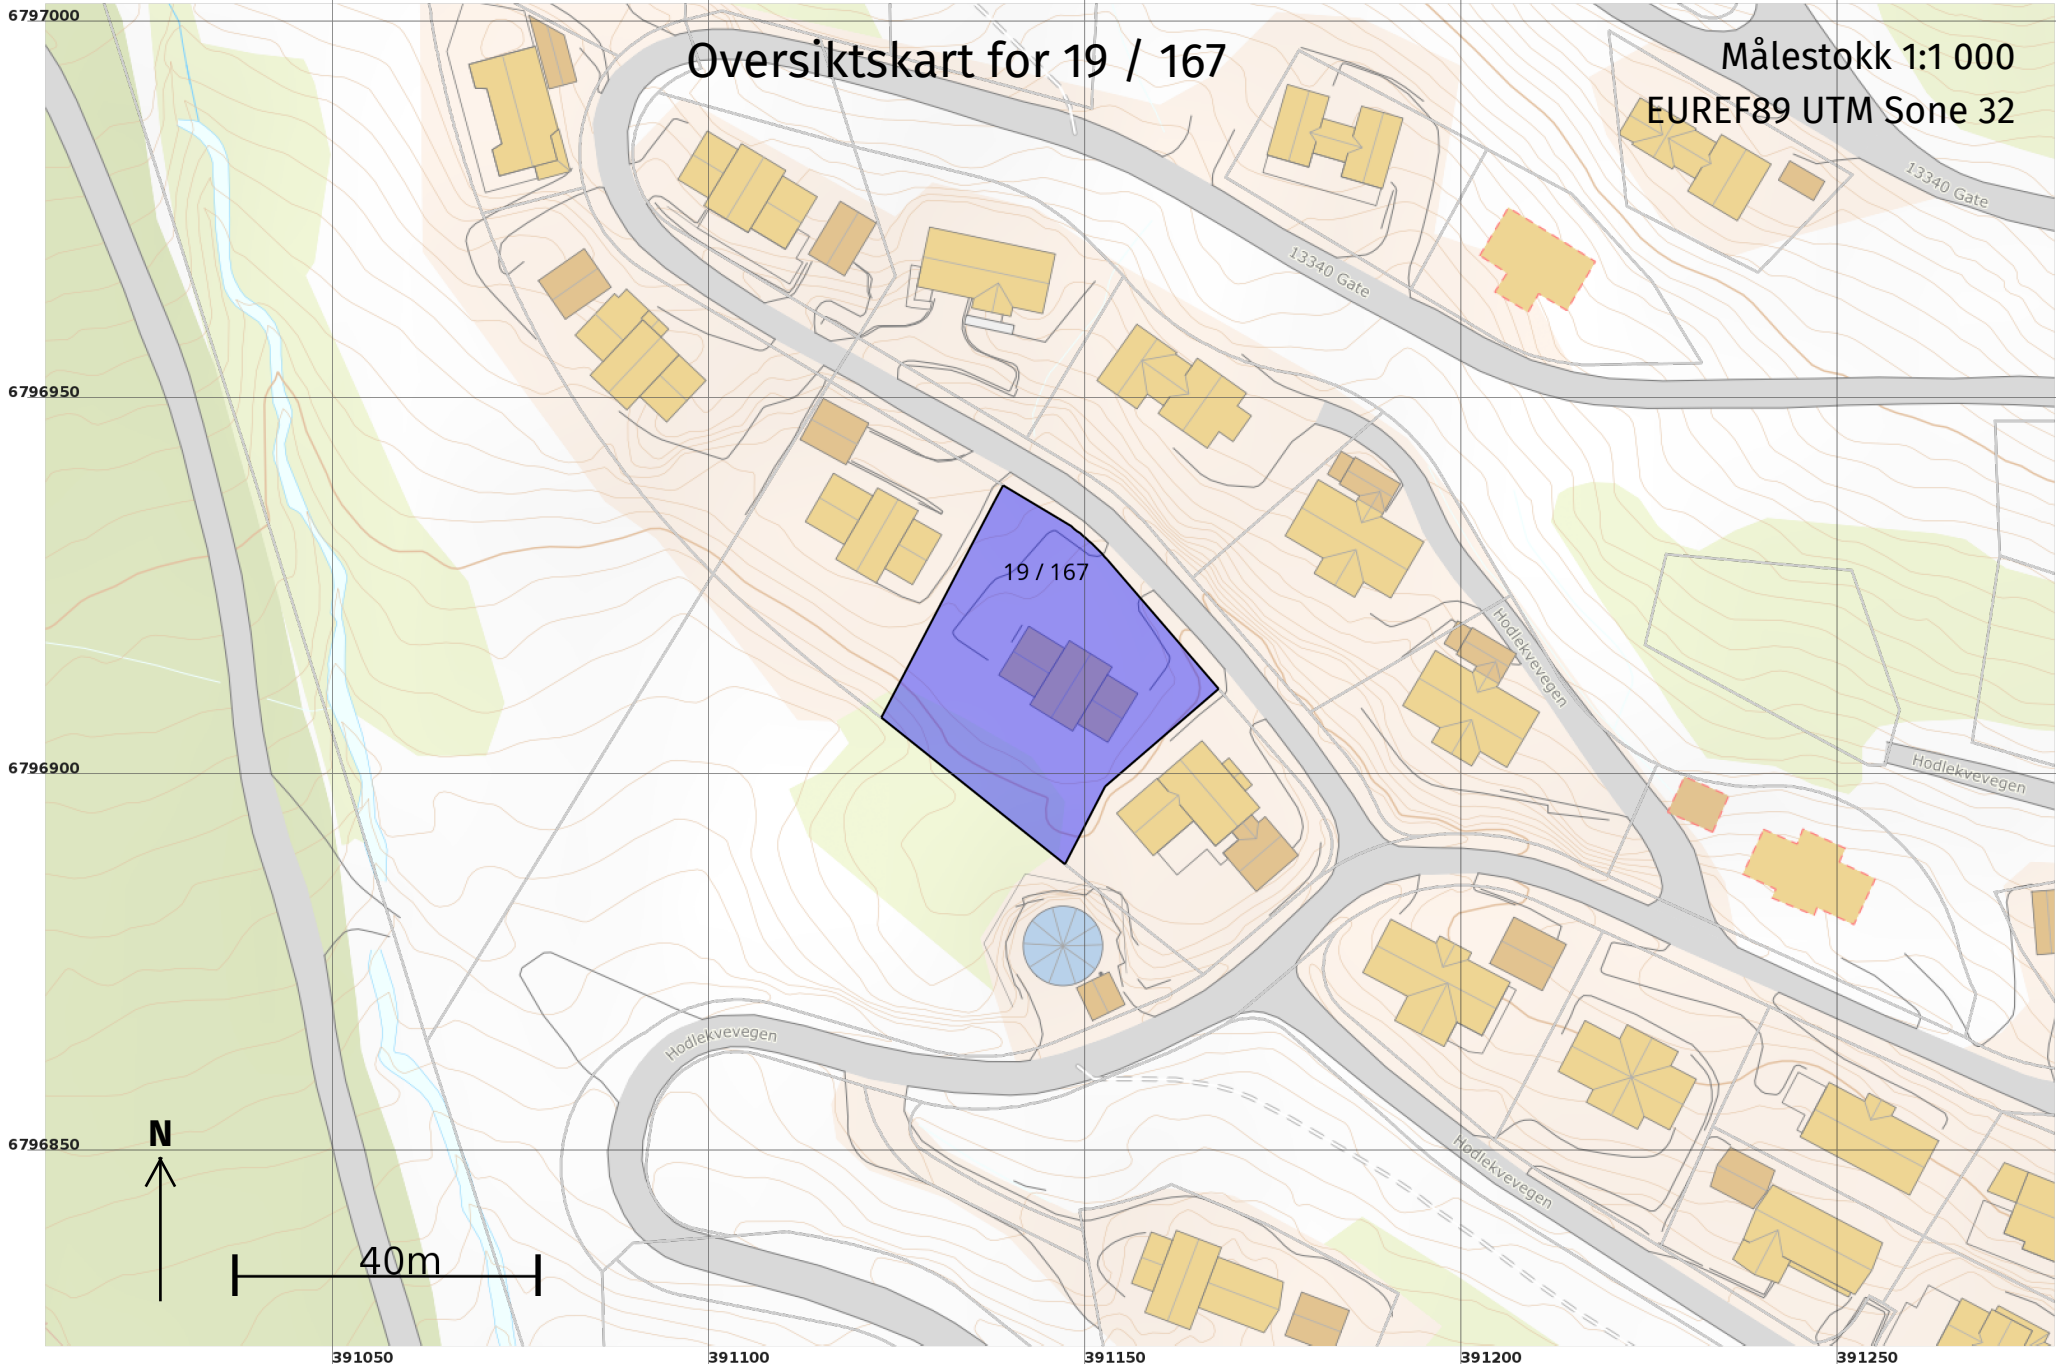 6797000
Oversiktskart for 19 / 167
Målestokk 1:1 000
EUREF89 UTM Sone 32
13340 Gate
13340 Gate
6796950
19 / 167
Hodlekvevegen
Hodlekvevegen
6796900
Hodlekvevegen
Hodlekvevegen
6796850
N
40m
391050
391100
391150
391200
391250